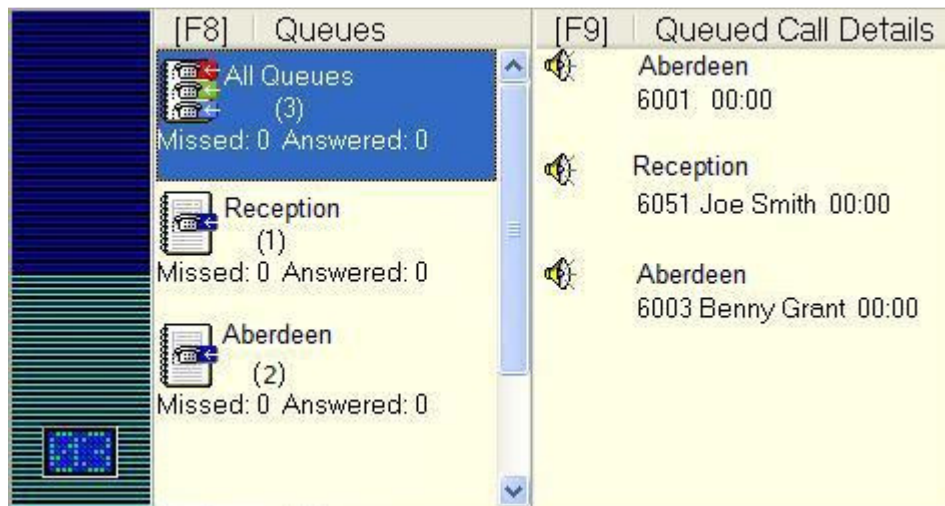 [F8] Queues
All Queues
(3)
Missed: 0 Answered: 0
Reception
(1)
Missed: 0 Answered: 0
Aberdeen
(2)
Missed: 0 Answered: 0
[F9] Queued Call Details
Aberdeen
6001 00:00
Reception
6051 Joe Smith 00:00
Aberdeen
6003 Benny Grant 00:00